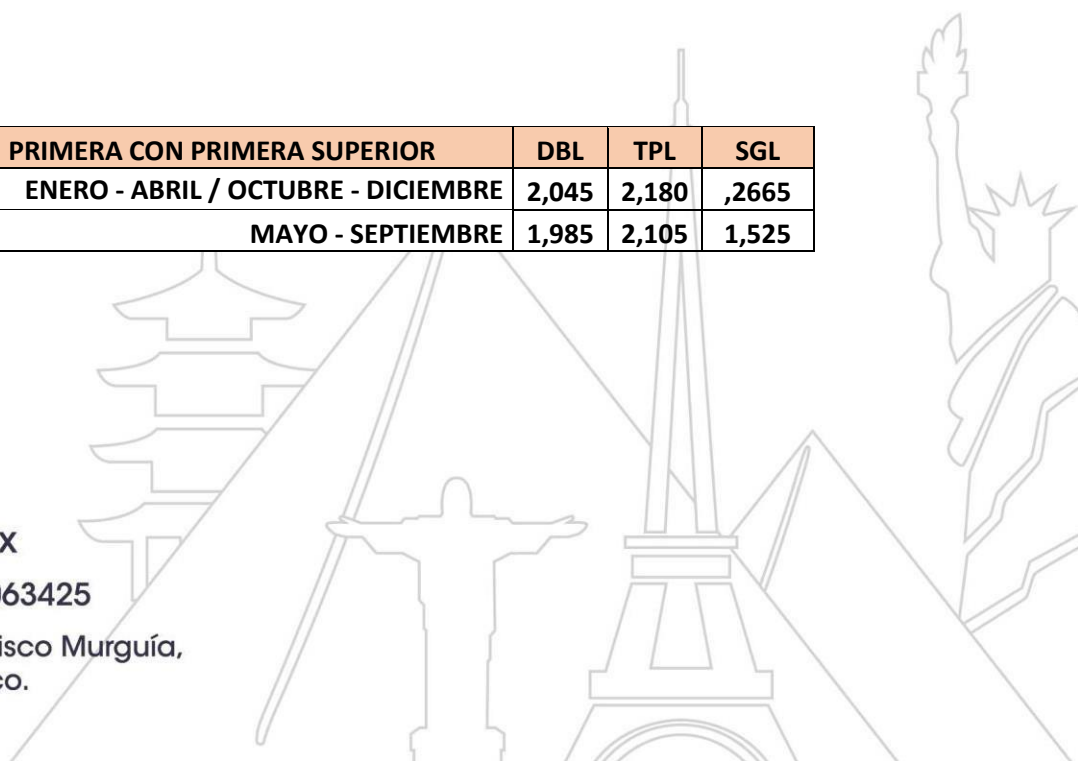 PRIMERA CON PRIMERA SUPERIOR DBL TPL SGL
ENERO - ABRIL / OCTUBRE - DICIEMBRE 2,045 2,180 ,2665
MAYO - SEPTIEMBRE 1,985 2,105 1,525
X
063425
isco Murguía,
co.